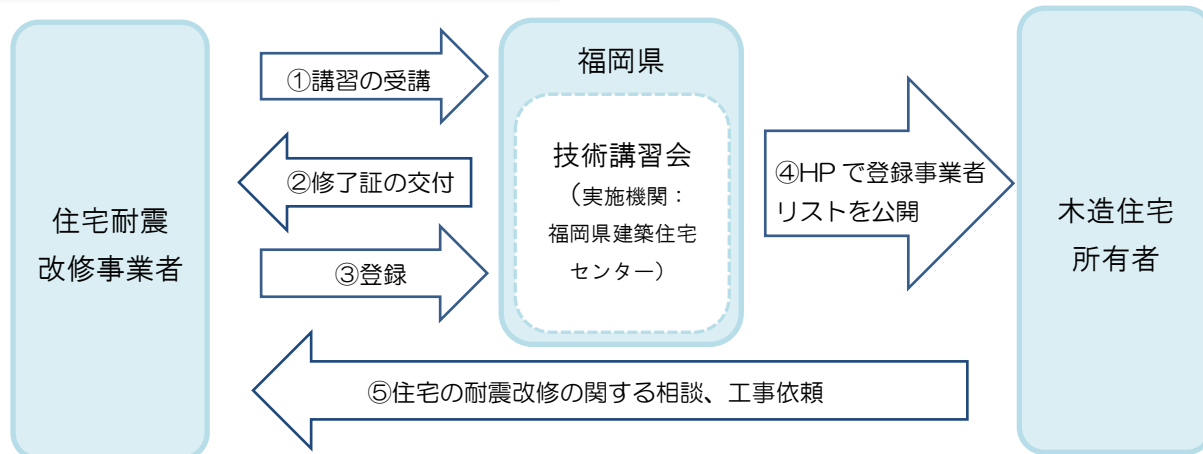 住宅耐震
改修事業者
①講習の受講
②修了証の交付
③登録
福岡県
技術講習会
（実施機関：
福岡県建築住宅
センター）
④HP で登録事業者
リストを公開
木造住宅
所有者
⑤住宅の耐震改修の関する相談、工事依頼